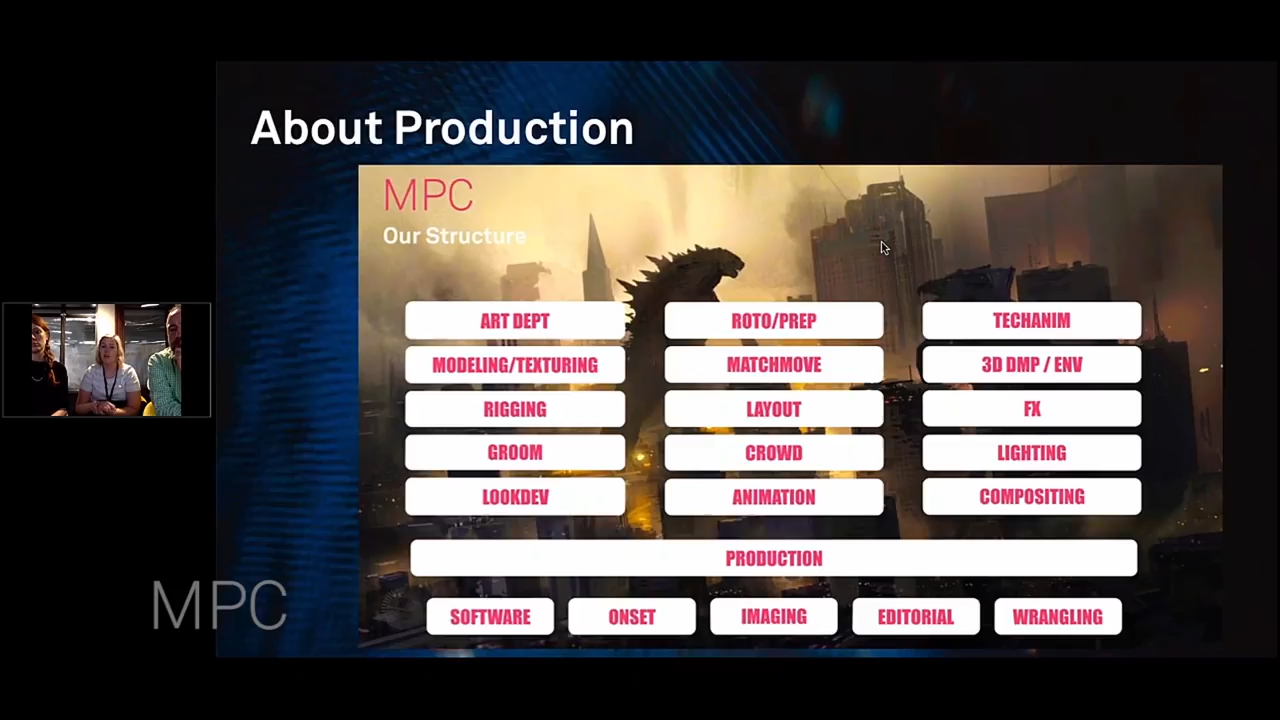 About Production
MPC
Our Structure
ART DEPT
MODELING/TEXTURING
RIGGING
GROOM
LOOKDEV
ROTO/PREP
MATCHMOVE
LAYOUT
CROWD
ANIMATION
TECHANIM
3D DMP / ENV
FX
LIGHTING
COMPOSITING
PRODUCTION
SOFTWARE
ONSET
IMAGING
EDITORIAL
WRANGLING
MPC